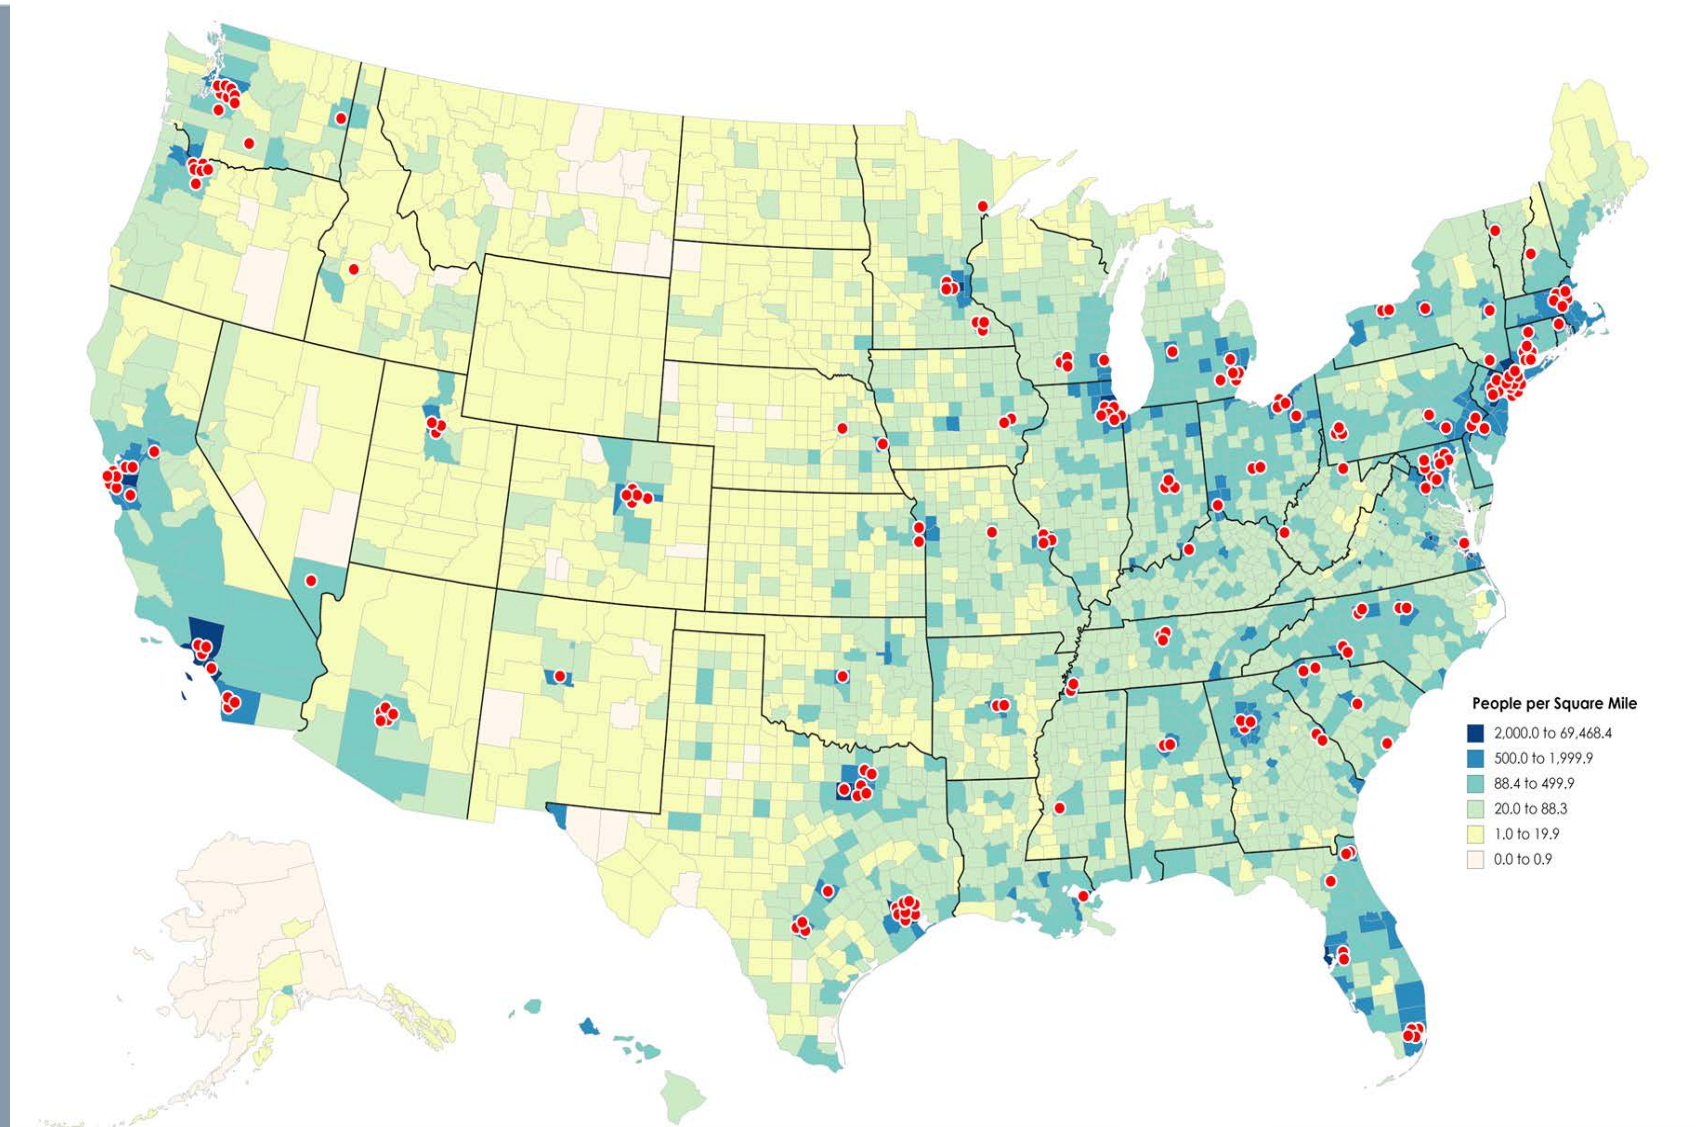 People per Square Mile
2,000.0 to 69,468.4
500.0 to 1,999.9
88.4 to 499.9
20.0 to 88.3
1.0 to 19.9
0.0 to 0.9